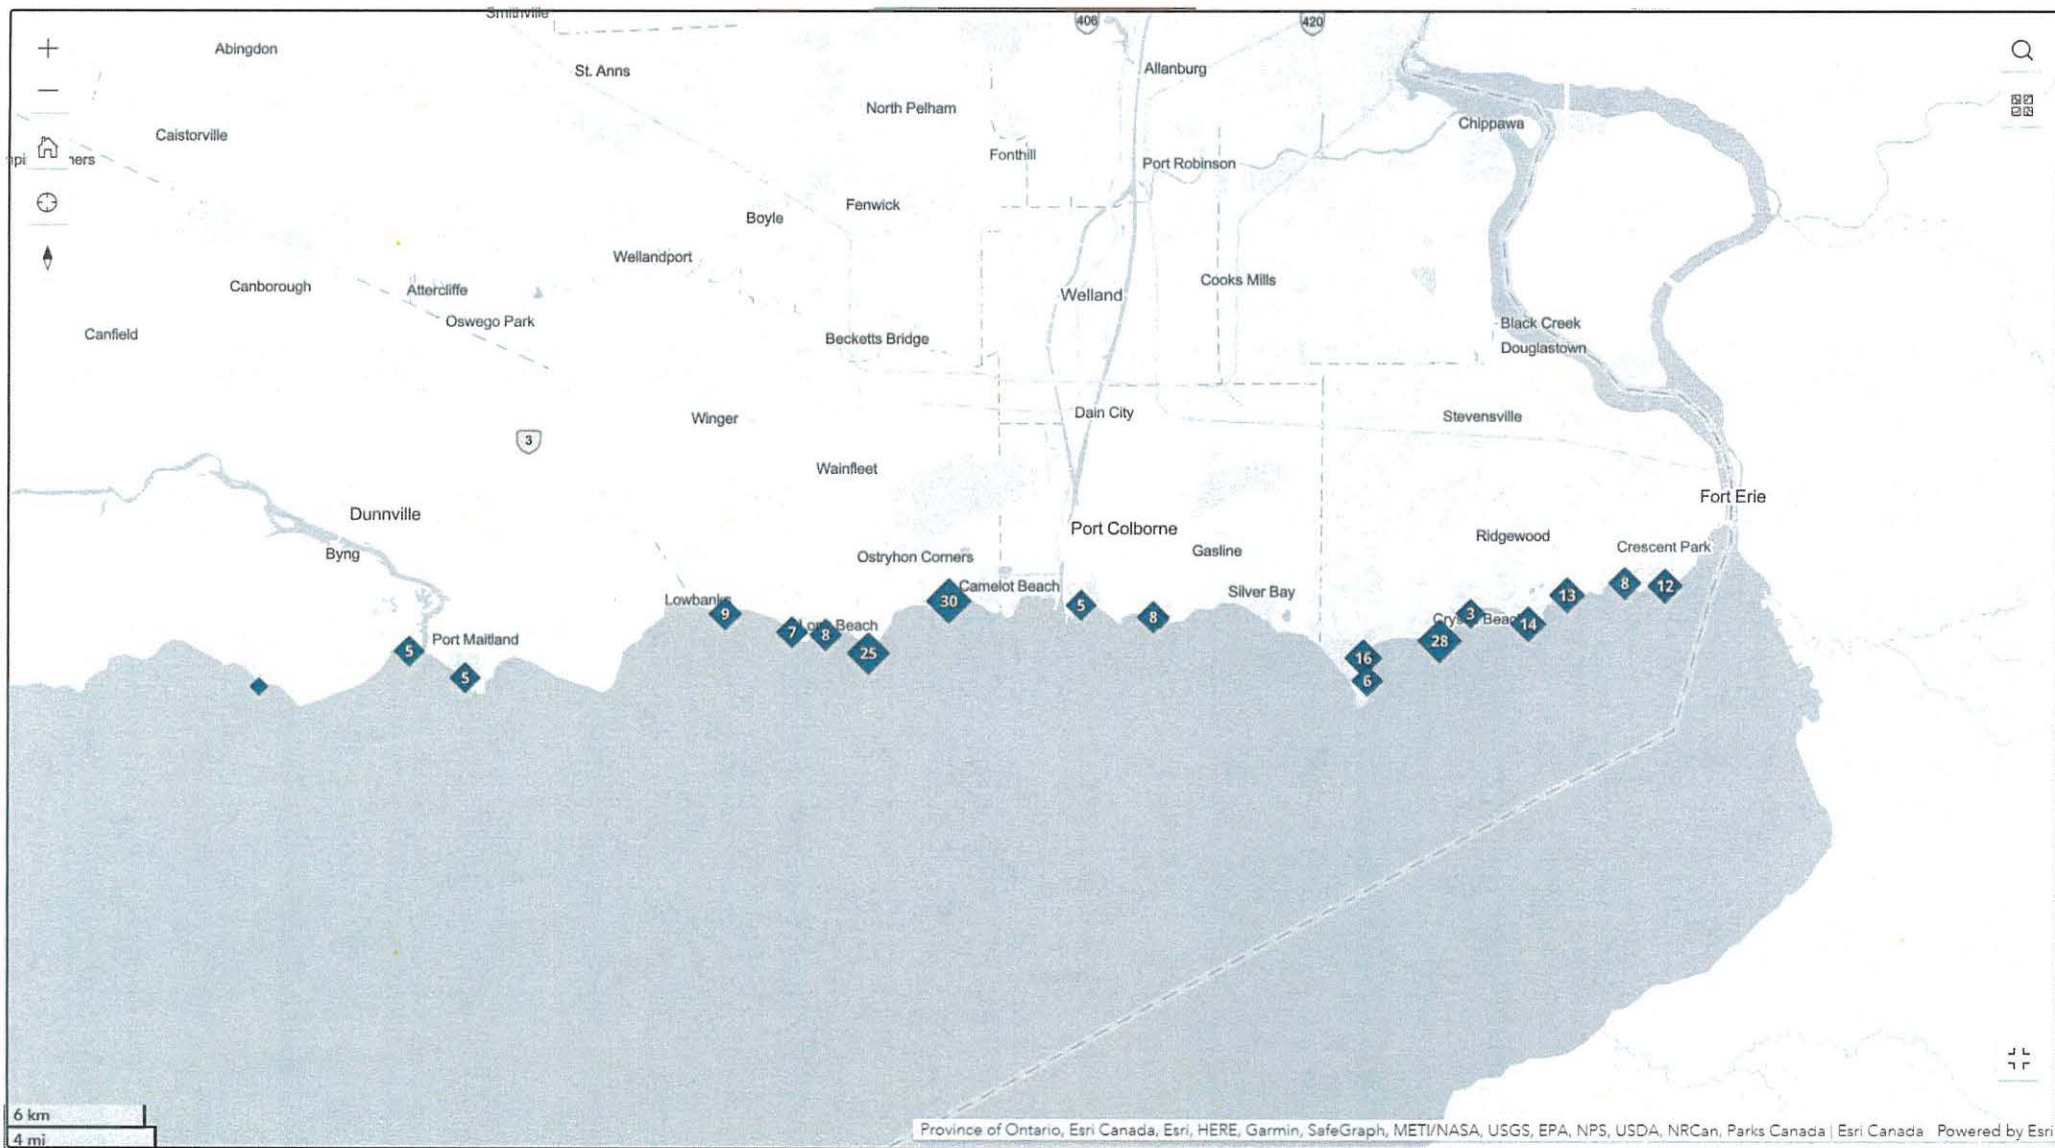 Smithville
406
420
Abingdon
St. Anns
Allanburg
North Pelham
Chippawa
Caistorville
Fonthill
Port Robinson
Boyle
Fenwick
Wellandport
Canborough
Attercliffe
Cooks Mills
Welland
Oswego Park
Black Creek
Canfield
Becketts Bridge
Douglastown
Winger
Dain City
Stevensville
3
Wainfleet
Fort Erie
Dunnville
Port Colborne
Ridgewood
Byng
Ostryhon Corners
Gasline
Crescent Park
Camelot Beach
Silver Bay
Lowbanks
9
30
5
8
3
13
8
12
Long Beach
7
8
25
Crystal Beach
14
28
16
6
Port Maitland
5
5
6 km
4 mi
Province of Ontario, Esri Canada, Esri, HERE, Garmin, SafeGraph, METI/NASA, USGS, EPA, NPS, USDA, NRCan, Parks Canada | Esri Canada Powered by Esri